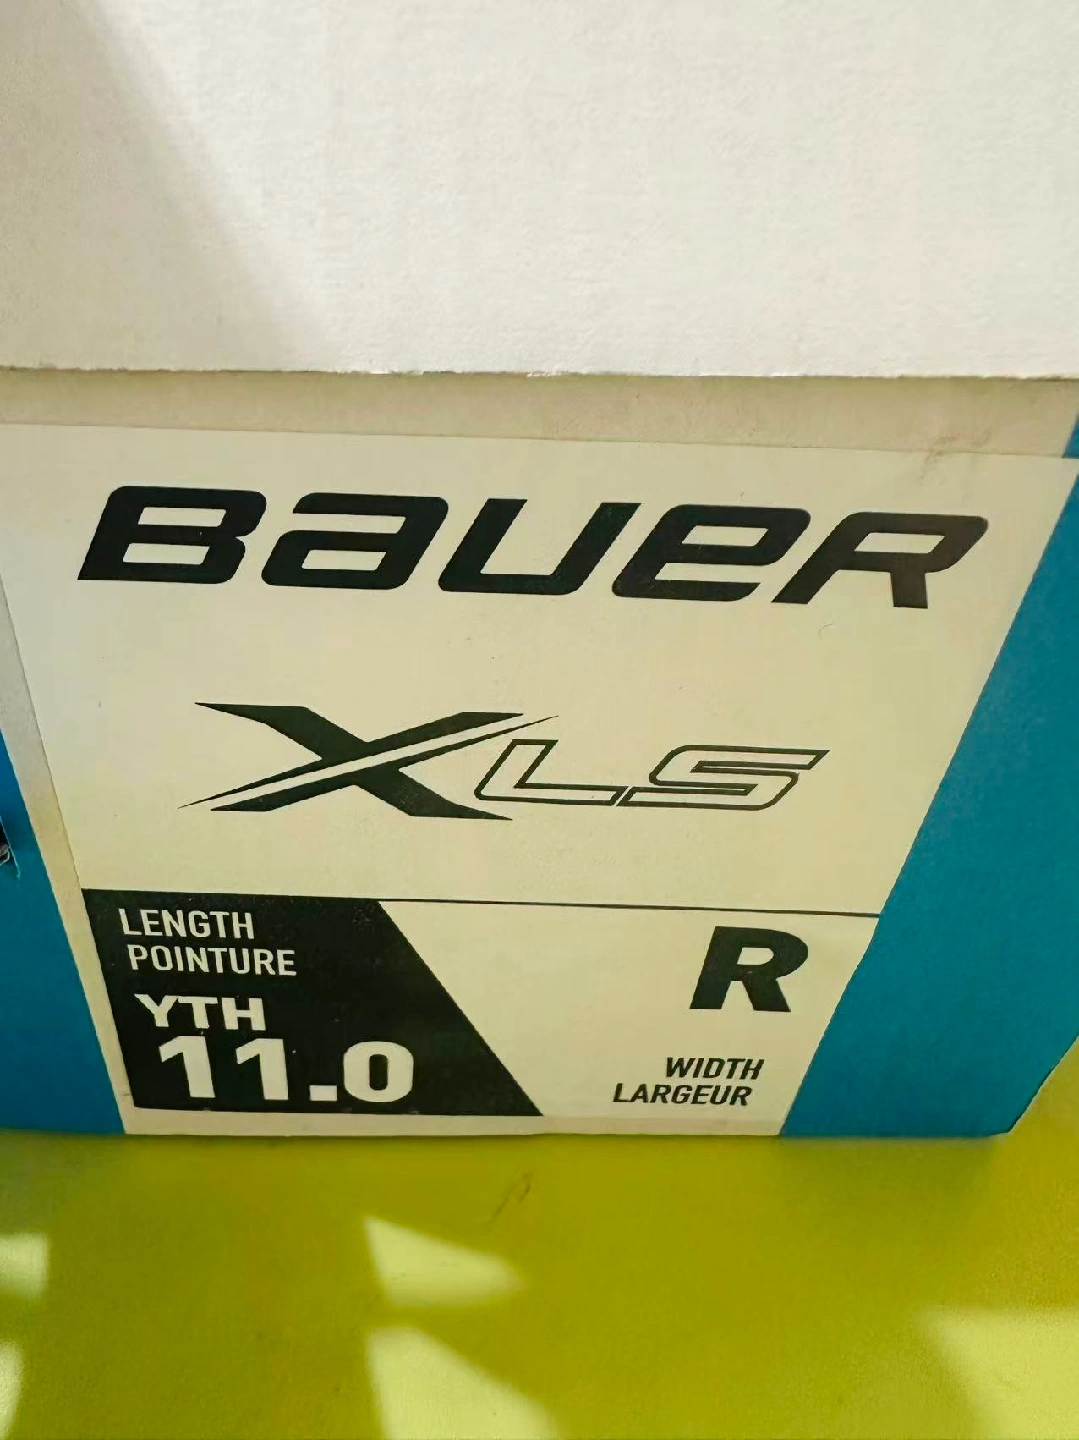 BAUER
XLS
LENGTH
POINTURE
YTH
11.0
R
WIDTH
LARGEUR